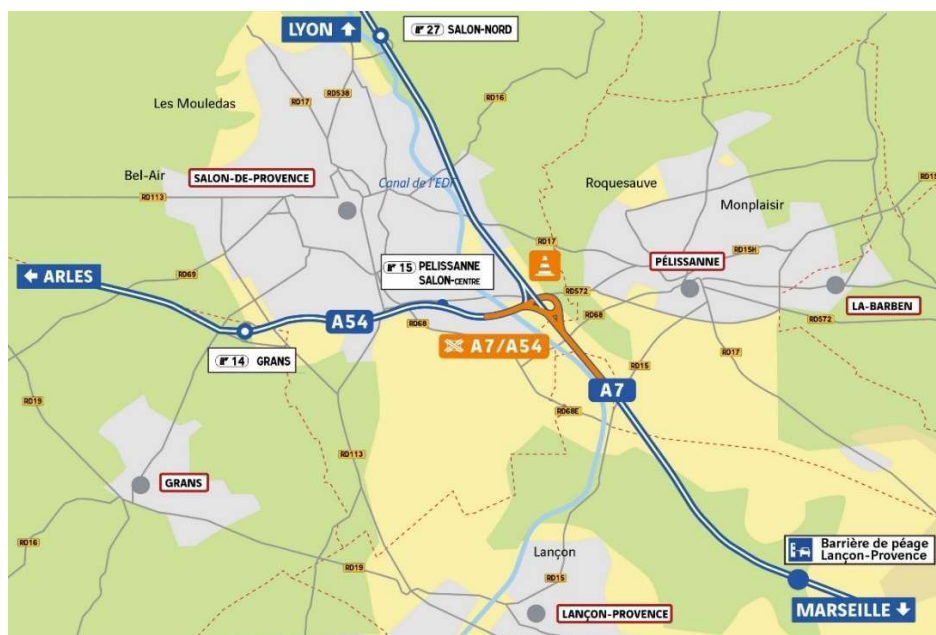 LYON
27 SALON-NORD
Les Mouledas
RD17
RD538
RD16
Bel-Air
SALON-DE-PROVENCE
Canal de l'EDF
Roquesauve
Monplaisir
RD113
RD17
RD15H
ARLES
RD69
15 PELISSANNE
SALON-CENTRE
PÉLISSANNE
RD572
LA-BARBEN
A54
RD68
RD68
RD572
14 GRANS
A7/A54
RD15
RD17
A7
RD19
RD68E
RD113
GRANS
RD16
RD19
Lançon
RD15
Barrière de péage
Lançon-Provence
LANÇON-PROVENCE
MARSEILLE